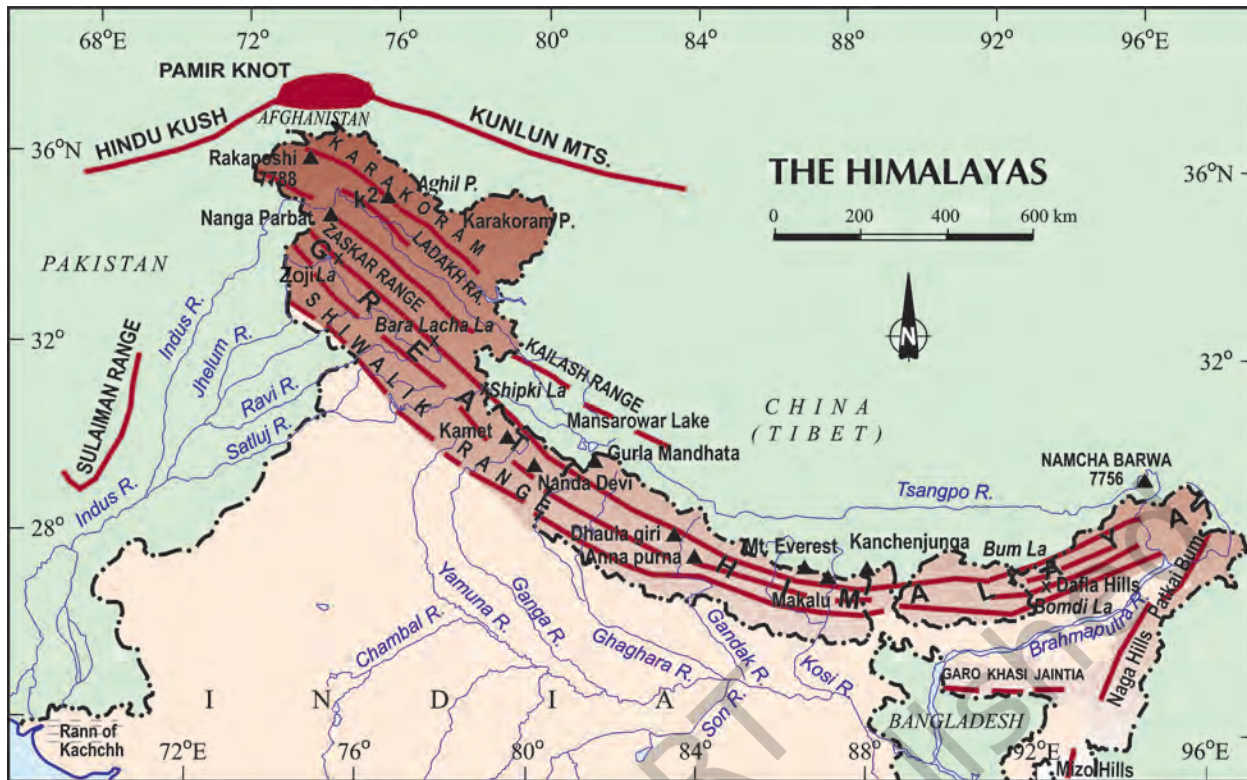 68°E 72° 76° 80° 84° 88° 92° 96°E
PAMIR KNOT
AFGHANISTAN
HINDU KUSH
KUNLUN MTS.
36°N
36°N
THE HIMALAYAS
0 200 400 600 km
N
Rakaposhi
7788
KARAKORAM
Aghil P.
k2
Karakoram P.
Nanga Parbat
LADAKH RA.
ZASKAR RANGE
PAKISTAN
Zoji La
GREAT HIMALAYAN
SHIWALIK RANGE
Bara Lacha La
Indus R.
Jhelum R.
32°
32°
KAILASH RANGE
SULAIMAN RANGE
Ravi R.
Shipki La
Satluj R.
Mansarowar Lake
CHINA
(TIBET)
Kamet
Gurla Mandhata
NAMCHA BARWA
7756
Nanda Devi
Tsangpo R.
Indus R.
28°
28°
Dhaula qiri
Anna purna
Mt. Everest
Kanchenjunga
Bum La
Makalu
Dafla Hills
Bomdi La
Patkai Bum
Brahmaputra R.
Yamuna R.
Ganga R.
Chambal R.
Ghaghara R.
Gandak R.
Kosi R.
Son R.
Naga Hills
GARO KHASI JAINTIA
INDIA
BANGLADESH
Rann of
Kachchh
Mizol Hills
72°E 76° 80° 84° 88° 92°E 96°E